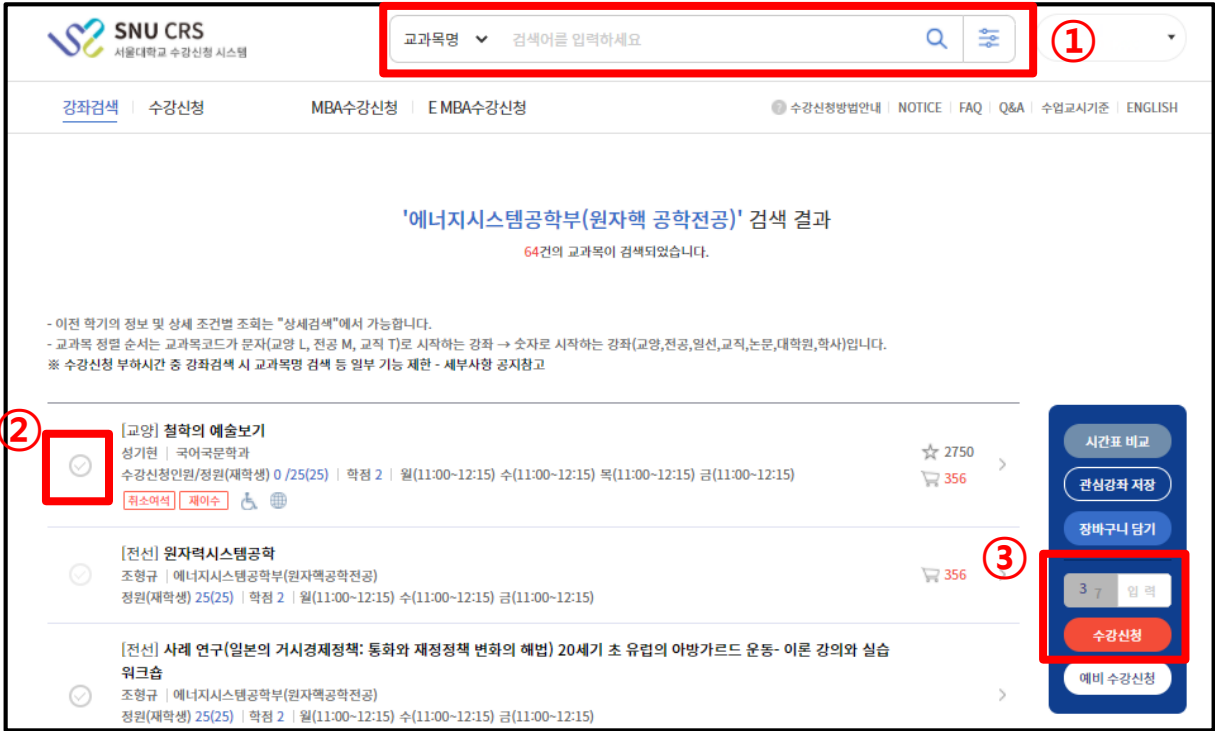 SNU CRS
서울대학교 수강신청 시스템
교과목명 검색어를 입력하세요
①
강좌검색 수강신청 MBA수강신청 E MBA수강신청
수강신청방법안내 NOTICE FAQ Q&A 수업교시기준 ENGLISH
'에너지시스템공학부(원자핵 공학전공)' 검색 결과
64건의 교과목이 검색되었습니다.
- 이전 학기의 정보 및 상세 조건별 조회는 "상세검색"에서 가능합니다.
- 교과목 정렬 순서는 교과목코드가 문자(교양 L, 전공 M, 교직 T)로 시작하는 강좌 → 숫자로 시작하는 강좌(교양,전공,일선,교직,논문,대학원,학사)입니다.
※ 수강신청 부하시간 중 강좌검색 시 교과목명 검색 등 일부 기능 제한 - 세부사항 공지참고
②
[교양] 철학의 예술보기
성기현 | 국어국문학과
수강신청인원/정원(재학생) 0 /25(25) | 학점 2 | 월(11:00~12:15) 수(11:00~12:15) 목(11:00~12:15) 금(11:00~12:15)
취소여석 재이수
2750
356
[전선] 원자력시스템공학
조형규 | 에너지시스템공학부(원자핵공학전공)
정원(재학생) 25(25) | 학점 2 | 월(11:00~12:15) 수(11:00~12:15) 금(11:00~12:15)
356
[전선] 사례 연구(일본의 거시경제정책: 통화와 재정정책 변화의 해법) 20세기 초 유럽의 아방가르드 운동- 이론 강의와 실습
워크숍
조형규 | 에너지시스템공학부(원자핵공학전공)
정원(재학생) 25(25) | 학점 2 | 월(11:00~12:15) 수(11:00~12:15) 금(11:00~12:15)
시간표 비교
관심강좌 저장
장바구니 담기
③
3 7 입력
수강신청
예비 수강신청